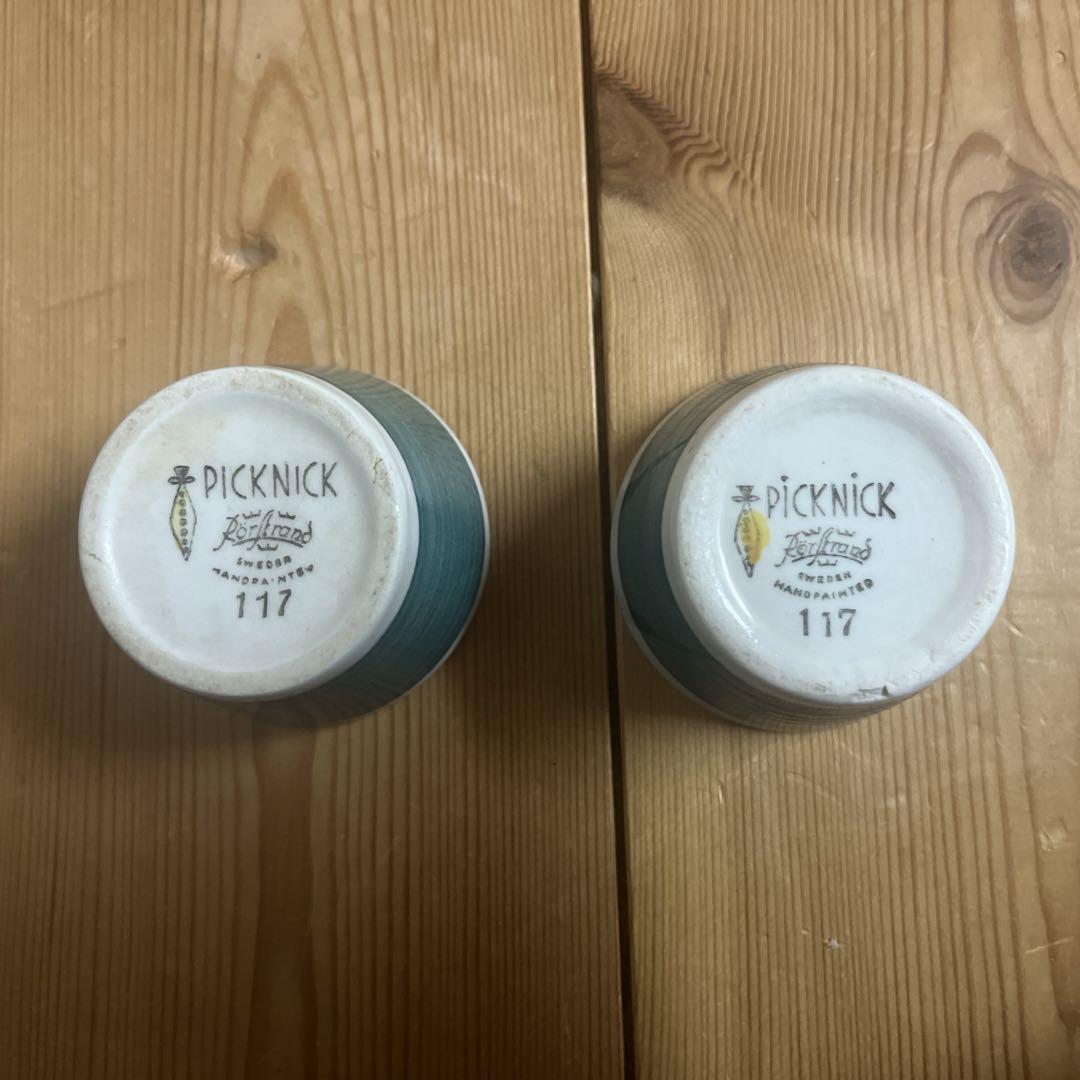 PICKNICK
Rörstrand
SWEDEN
HANDPAINTED
117
PiCKNiCK
Rörstrand
SWEDEN
HANDPAINTED
117